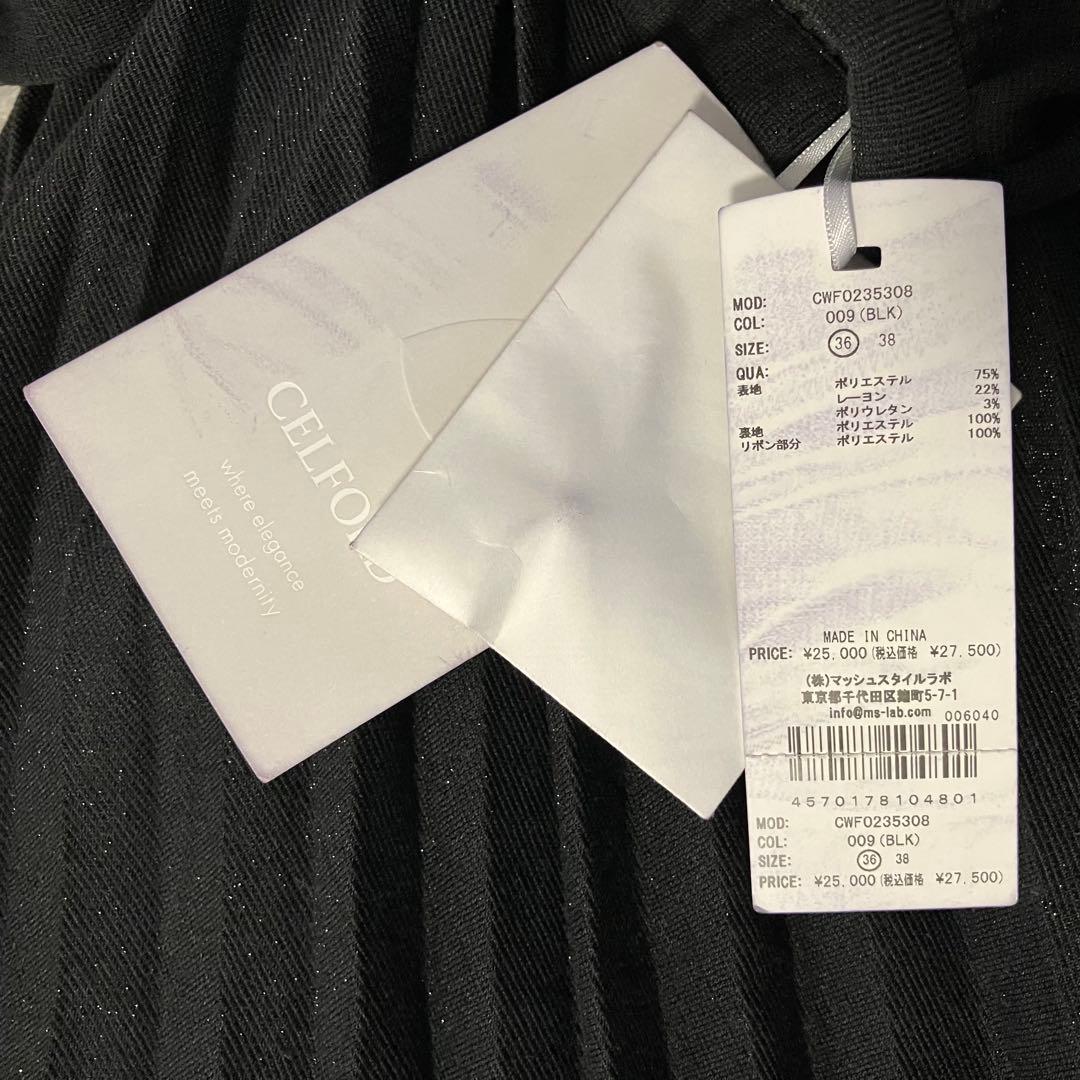 CELFORD
where elegance
meets modernity
MOD: CWFO235308
COL: 009(BLK)
SIZE: 36 38
QUA:
表地 ポリエステル 75%
レーヨン 22%
ポリウレタン 3%
裏地 ポリエステル 100%
リボン部分 ポリエステル 100%
MADE IN CHINA
PRICE: ¥25,000(税込価格 ¥27,500)
(株)マッシュスタイルラボ
東京都千代田区麹町5-7-1
info@ms-lab.com 006040
4570178104801
MOD: CWFO235308
COL: 009(BLK)
SIZE: 36 38
PRICE: ¥25,000(税込価格 ¥27,500)